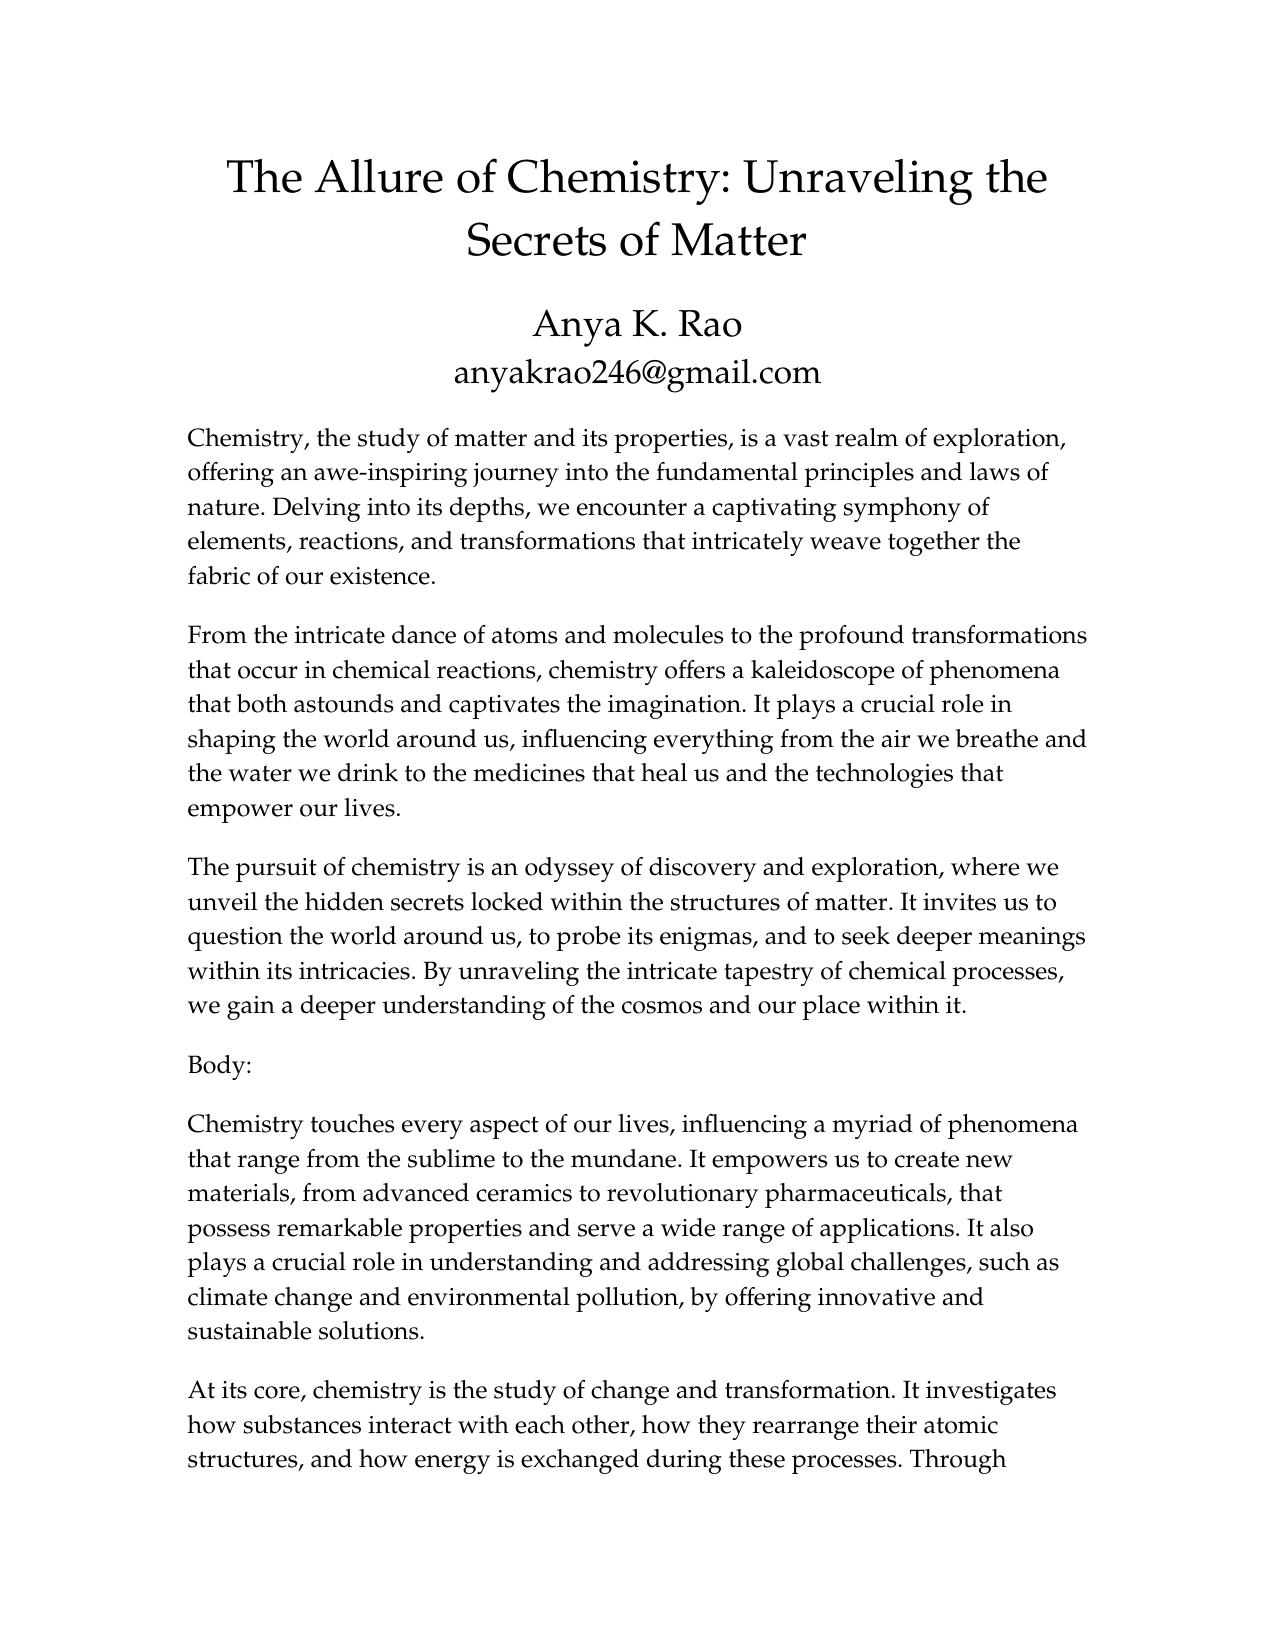 The Allure of Chemistry: Unraveling the
Secrets of Matter
Anya K. Rao
anyakrao246@gmail.com
Chemistry, the study of matter and its properties, is a vast realm of exploration,
offering an awe-inspiring journey into the fundamental principles and laws of
nature. Delving into its depths, we encounter a captivating symphony of
elements, reactions, and transformations that intricately weave together the
fabric of our existence.
From the intricate dance of atoms and molecules to the profound transformations
that occur in chemical reactions, chemistry offers a kaleidoscope of phenomena
that both astounds and captivates the imagination. It plays a crucial role in
shaping the world around us, influencing everything from the air we breathe and
the water we drink to the medicines that heal us and the technologies that
empower our lives.
The pursuit of chemistry is an odyssey of discovery and exploration, where we
unveil the hidden secrets locked within the structures of matter. It invites us to
question the world around us, to probe its enigmas, and to seek deeper meanings
within its intricacies. By unraveling the intricate tapestry of chemical processes,
we gain a deeper understanding of the cosmos and our place within it.
Body:
Chemistry touches every aspect of our lives, influencing a myriad of phenomena
that range from the sublime to the mundane. It empowers us to create new
materials, from advanced ceramics to revolutionary pharmaceuticals, that
possess remarkable properties and serve a wide range of applications. It also
plays a crucial role in understanding and addressing global challenges, such as
climate change and environmental pollution, by offering innovative and
sustainable solutions.
At its core, chemistry is the study of change and transformation. It investigates
how substances interact with each other, how they rearrange their atomic
structures, and how energy is exchanged during these processes. Through